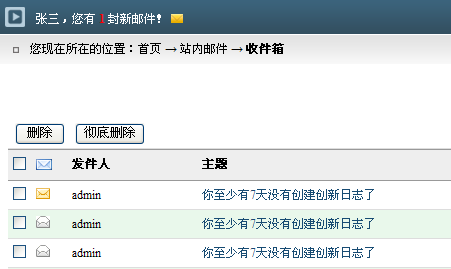 张三，您有 1 封新邮件！
您现在所在的位置：首页 → 站内邮件 → 收件箱
删除 彻底删除
发件人 主题
admin 你至少有7天没有创建创新日志了
admin 你至少有7天没有创建创新日志了
admin 你至少有7天没有创建创新日志了